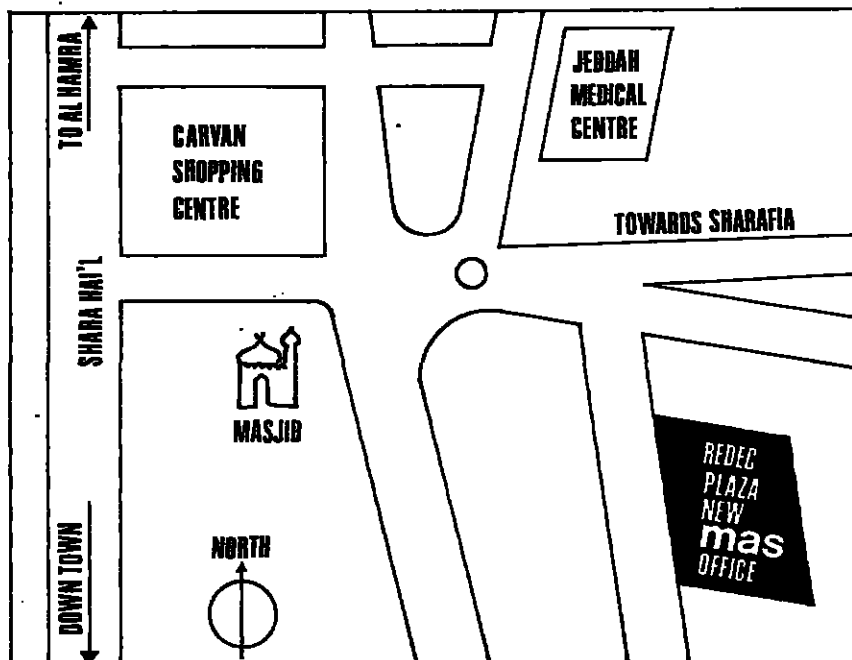 TO AL HAMRA
CARVAN
SHOPPING
CENTRE
JEDDAH
MEDICAL
CENTRE
TOWARDS SHARAFIA
SHARA HAI'L
MASJID
REDEC
PLAZA
NEW
mas
OFFICE
NORTH
DOWN TOWN